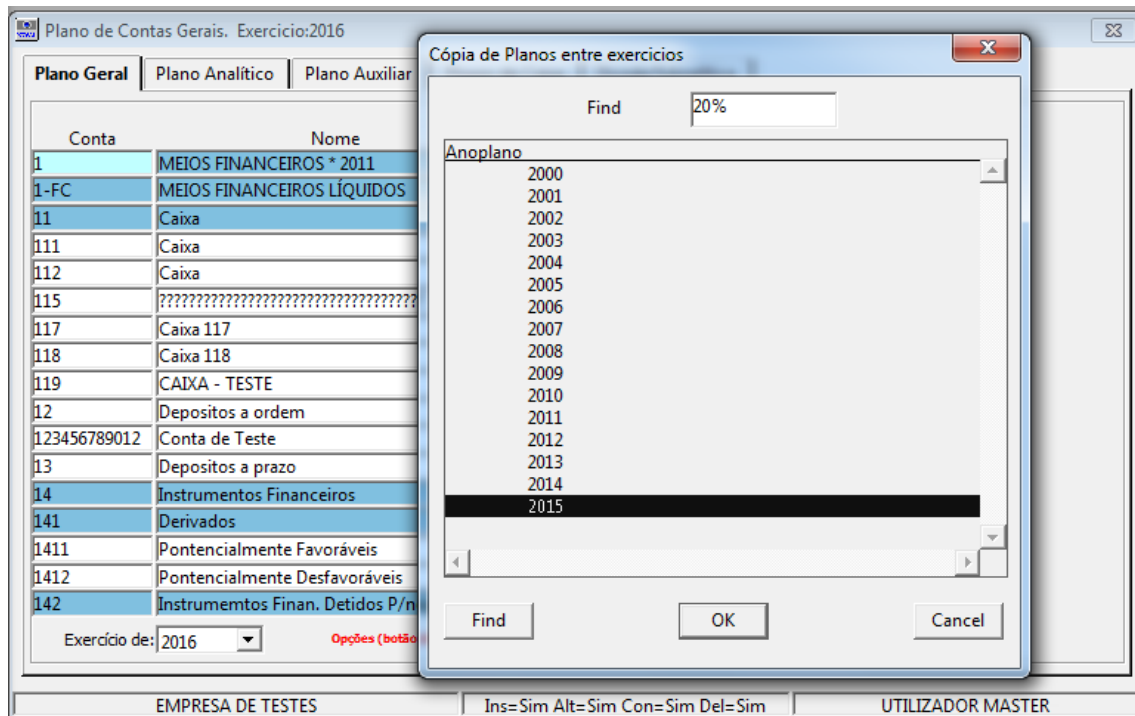 Plano de Contas Gerais. Exercicio:2016
Plano Geral
Plano Analítico
Plano Auxiliar
Conta Nome
1 MEIOS FINANCEIROS * 2011
1-FC MEIOS FINANCEIROS LÍQUIDOS
11 Caixa
111 Caixa
112 Caixa
115 ???????????????????????????????????
117 Caixa 117
118 Caixa 118
119 CAIXA - TESTE
12 Depositos a ordem
123456789012 Conta de Teste
13 Depositos a prazo
14 Instrumentos Financeiros
141 Derivados
1411 Pontencialmente Favoráveis
1412 Pontencialmente Desfavoráveis
142 Instrumemtos Finan. Detidos P/n
Exercício de: 2016
Opções (botão
Cópia de Planos entre exercicios
Find 20%
Anoplano
2000
2001
2002
2003
2004
2005
2006
2007
2008
2009
2010
2011
2012
2013
2014
2015
Find OK Cancel
EMPRESA DE TESTES
Ins=Sim Alt=Sim Con=Sim Del=Sim
UTILIZADOR MASTER